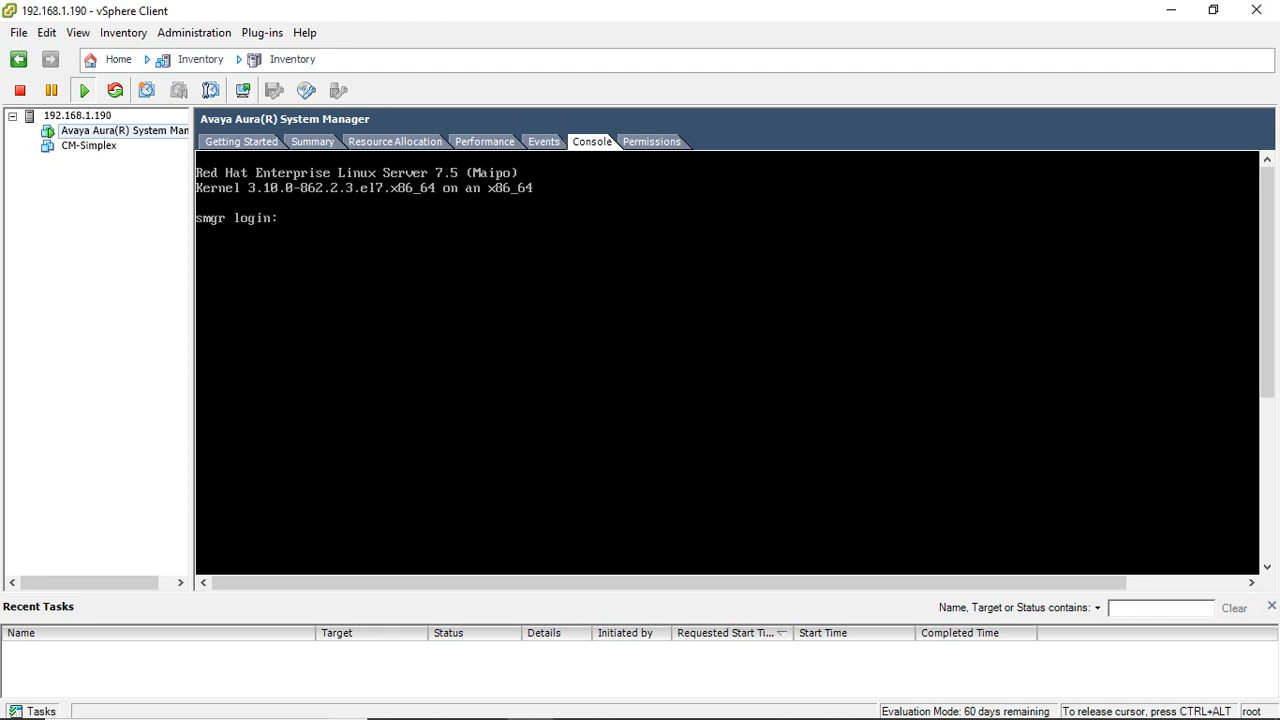 192.168.1.190 - vSphere Client
File Edit View Inventory Administration Plug-ins Help
Home Inventory Inventory
192.168.1.190
Avaya Aura(R) System Man
CM-Simplex
Avaya Aura(R) System Manager
Getting Started Summary Resource Allocation Performance Events Console Permissions
Red Hat Enterprise Linux Server 7.5 (Maipo)
Kernel 3.10.0-862.2.3.el7.x86_64 on an x86_64
smgr login:
Recent Tasks
Name, Target or Status contains: Clear
Name Target Status Details Initiated by Requested Start Ti... Start Time Completed Time
Tasks
Evaluation Mode: 60 days remaining To release cursor, press CTRL+ALT root